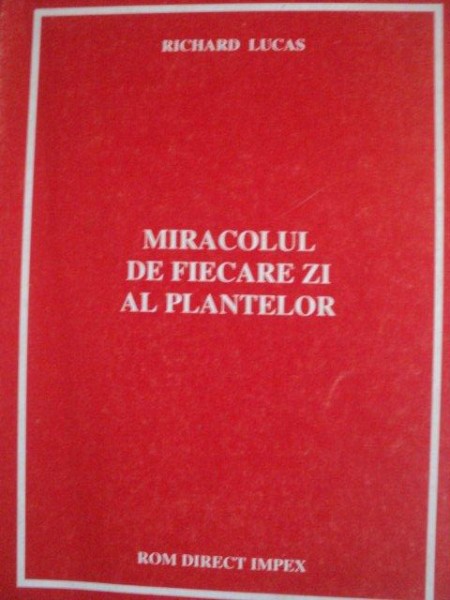 RICHARD LUCAS
MIRACOLUL
DE FIECARE ZI
AL PLANTELOR
ROM DIRECT IMPEX